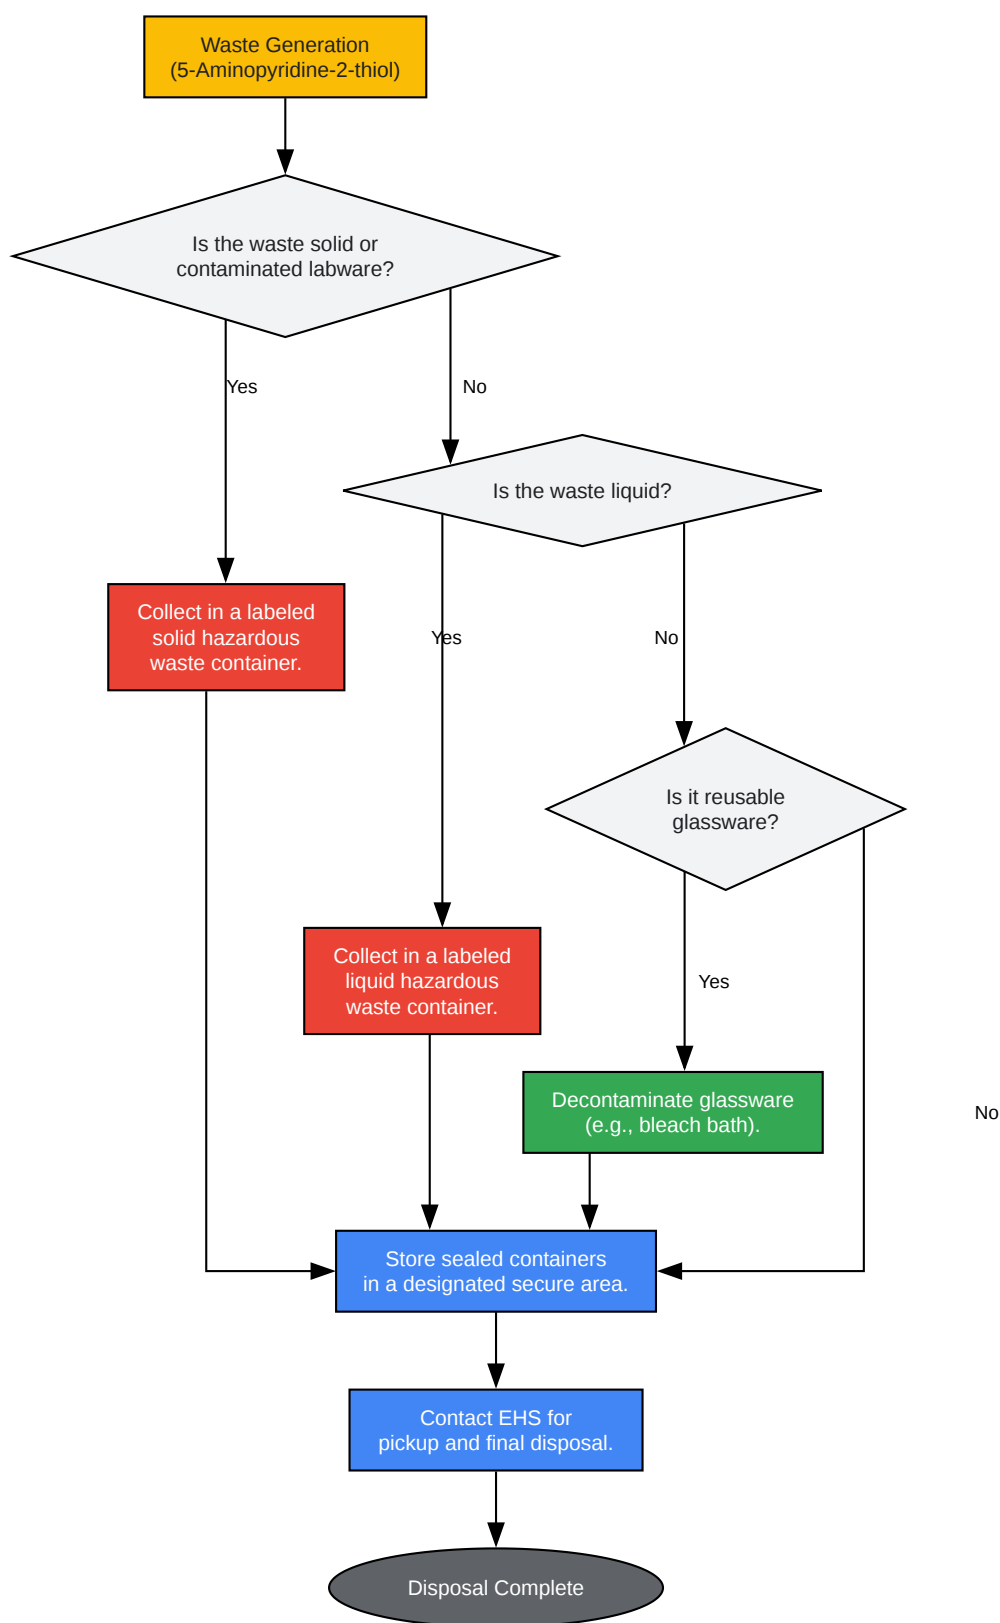 Waste Generation
(5-Aminopyridine-2-thiol)
Is the waste solid or
contaminated labware?
Yes
No
Is the waste liquid?
Collect in a labeled
solid hazardous
waste container.
Yes
No
Is it reusable
glassware?
Collect in a labeled
liquid hazardous
waste container.
Yes
Decontaminate glassware
(e.g., bleach bath).
No
Store sealed containers
in a designated secure area.
Contact EHS for
pickup and final disposal.
Disposal Complete